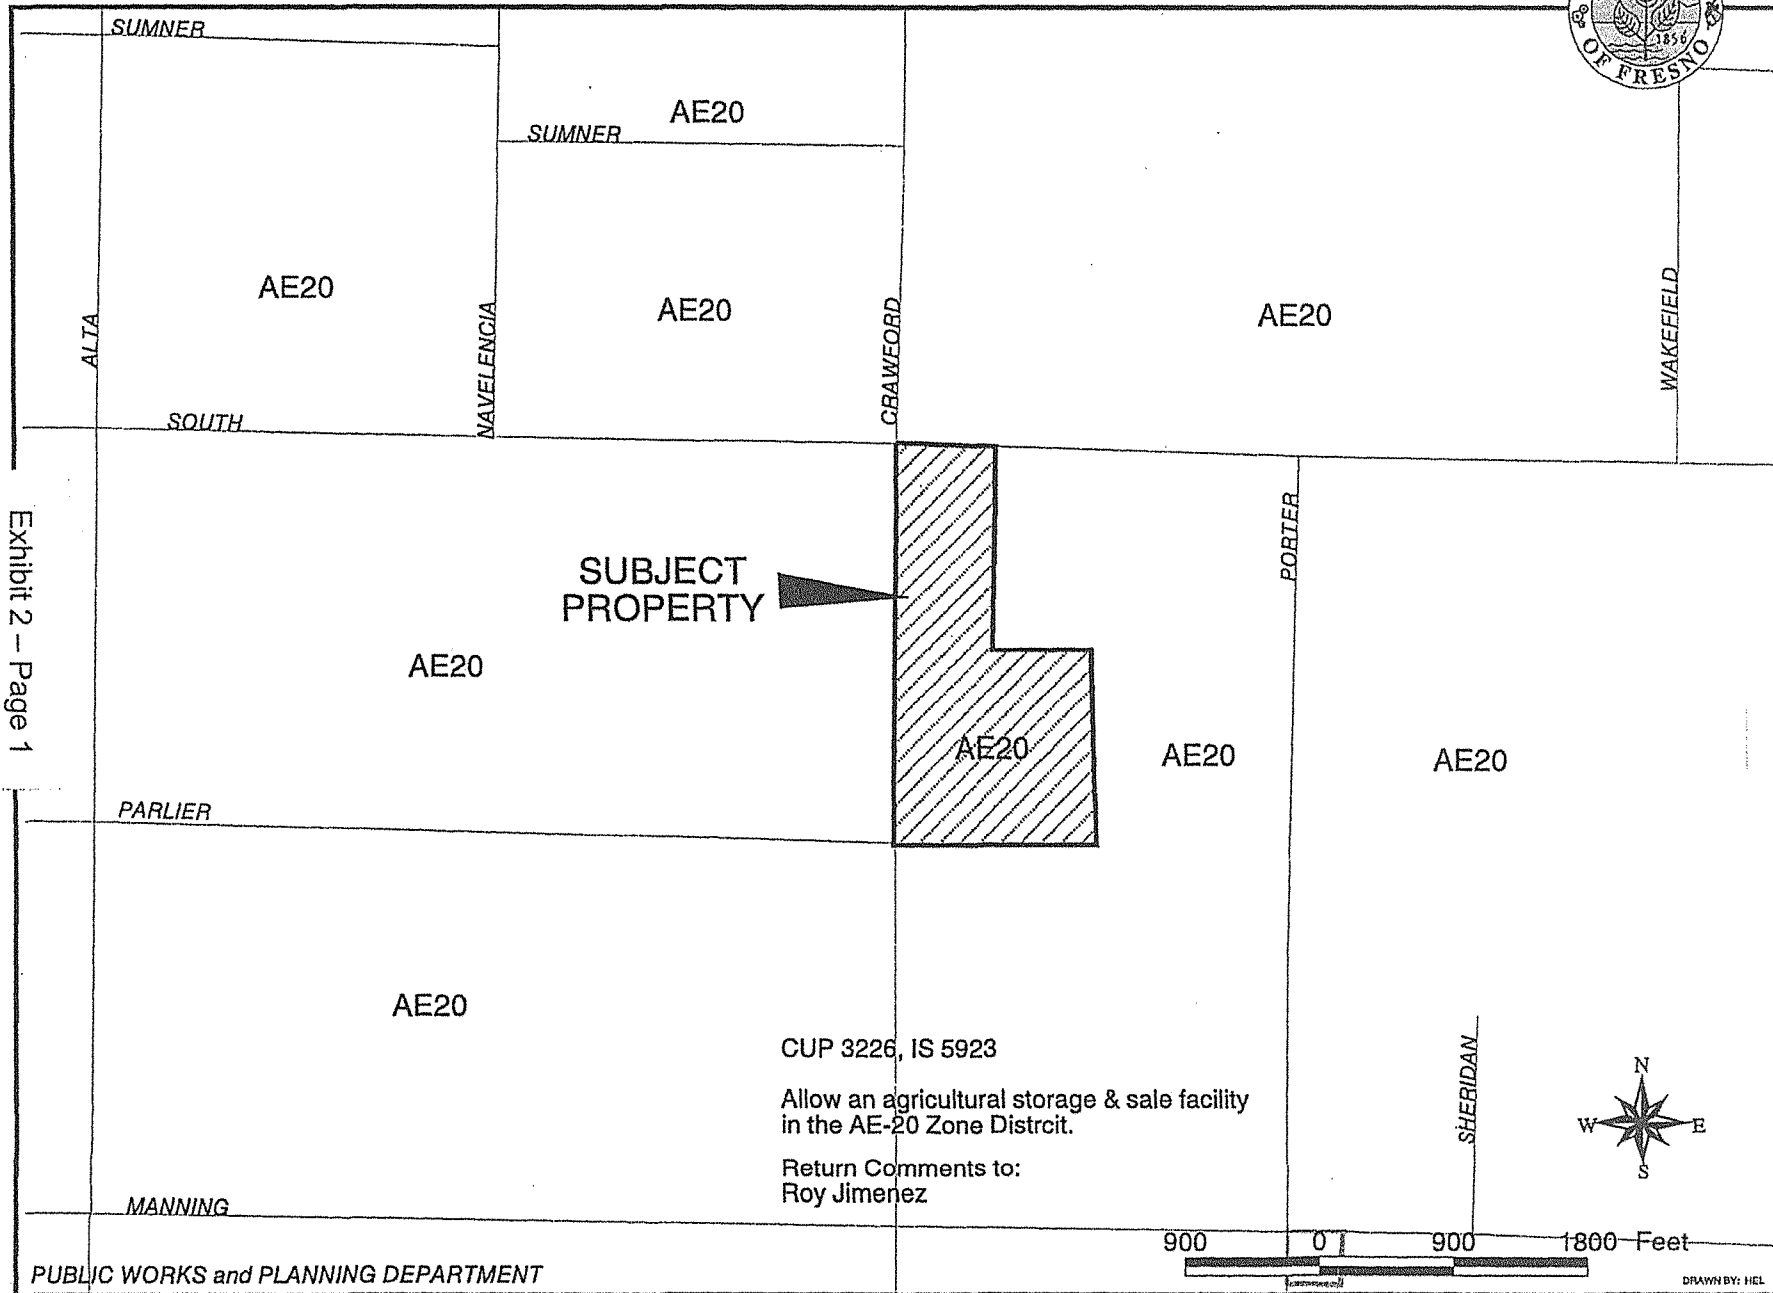 SUMNER
1856
OF FRESNO
AE20
SUMNER
AE20
AE20
AE20
ALTA
NAVELENCIA
CRAWFORD
WAKEFIELD
SOUTH
PORTER
SUBJECT
PROPERTY
AE20
AE20
AE20
AE20
Exhibit 2 – Page 1
PARLIER
AE20
CUP 3226, IS 5923
Allow an agricultural storage & sale facility
in the AE-20 Zone Distrcit.
Return Comments to:
Roy Jimenez
SHERIDAN
N
W
E
S
MANNING
900 0 900 1800 Feet
PUBLIC WORKS and PLANNING DEPARTMENT
DRAWN BY: HEL